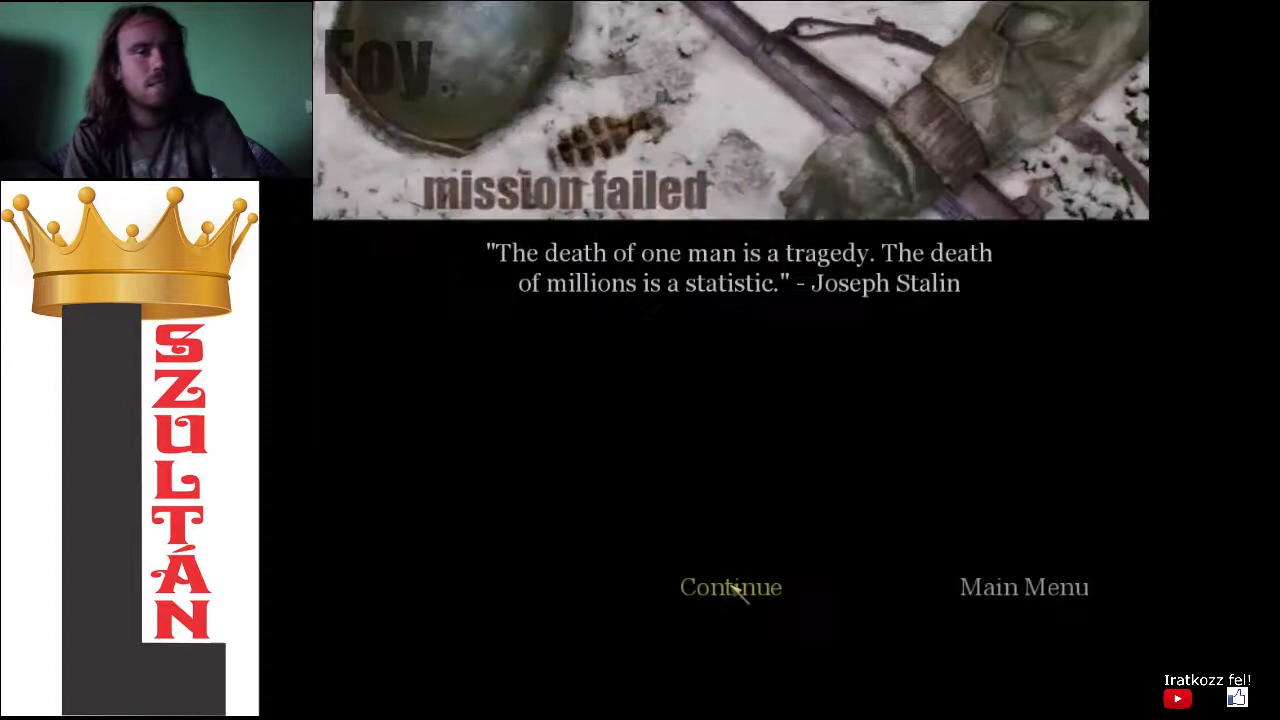 Foy.
mission failed
"The death of one man is a tragedy. The death
of millions is a statistic." - Joseph Stalin
Continue
Main Menu
L
SZULTÁN
Iratkozz fel!